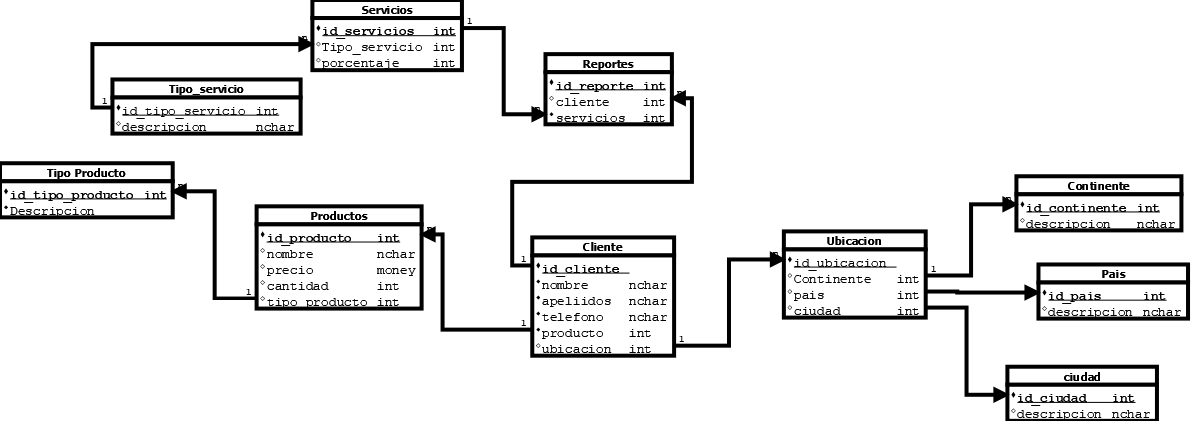 Servicios
id_servicios int
Tipo_servicio int
porcentaje int
1
n
Tipo_servicio
id_tipo_servicio int
descripcion nchar
1
Reportes
id_reporte int
cliente int
servicios int
n
n
Tipo Producto
id_tipo_producto int
Descripcion
n
Productos
id_producto int
nombre nchar
precio money
cantidad int
tipo_producto int
1
n
Cliente
id_cliente
nombre nchar
apeliidos nchar
telefono nchar
producto int
ubicacion int
1
1
1
Ubicacion
id_ubicacion
Continente int
pais int
ciudad int
n
1
Continente
id_continente int
descripcion nchar
n
Pais
id_pais int
descripcion nchar
ciudad
id_ciudad int
descripcion nchar